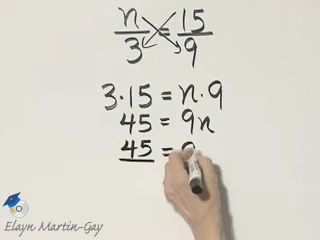 n/3 = 15/9
3·15 = n·9
45 = 9n
45 =
Elayn Martin-Gay